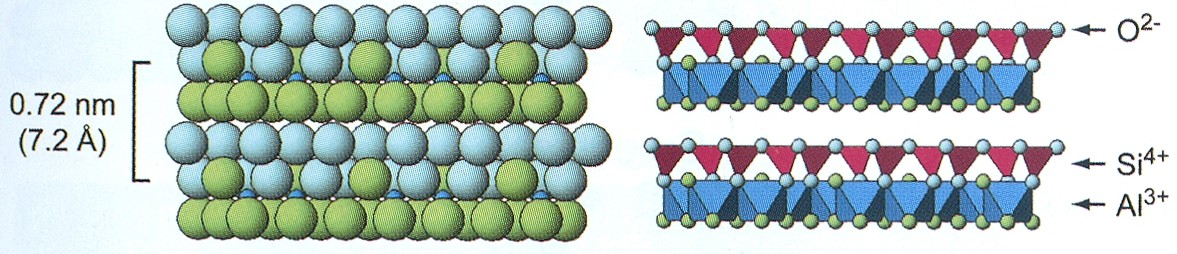 0.72 nm
(7.2 Å)
O2-
Si4+
Al3+